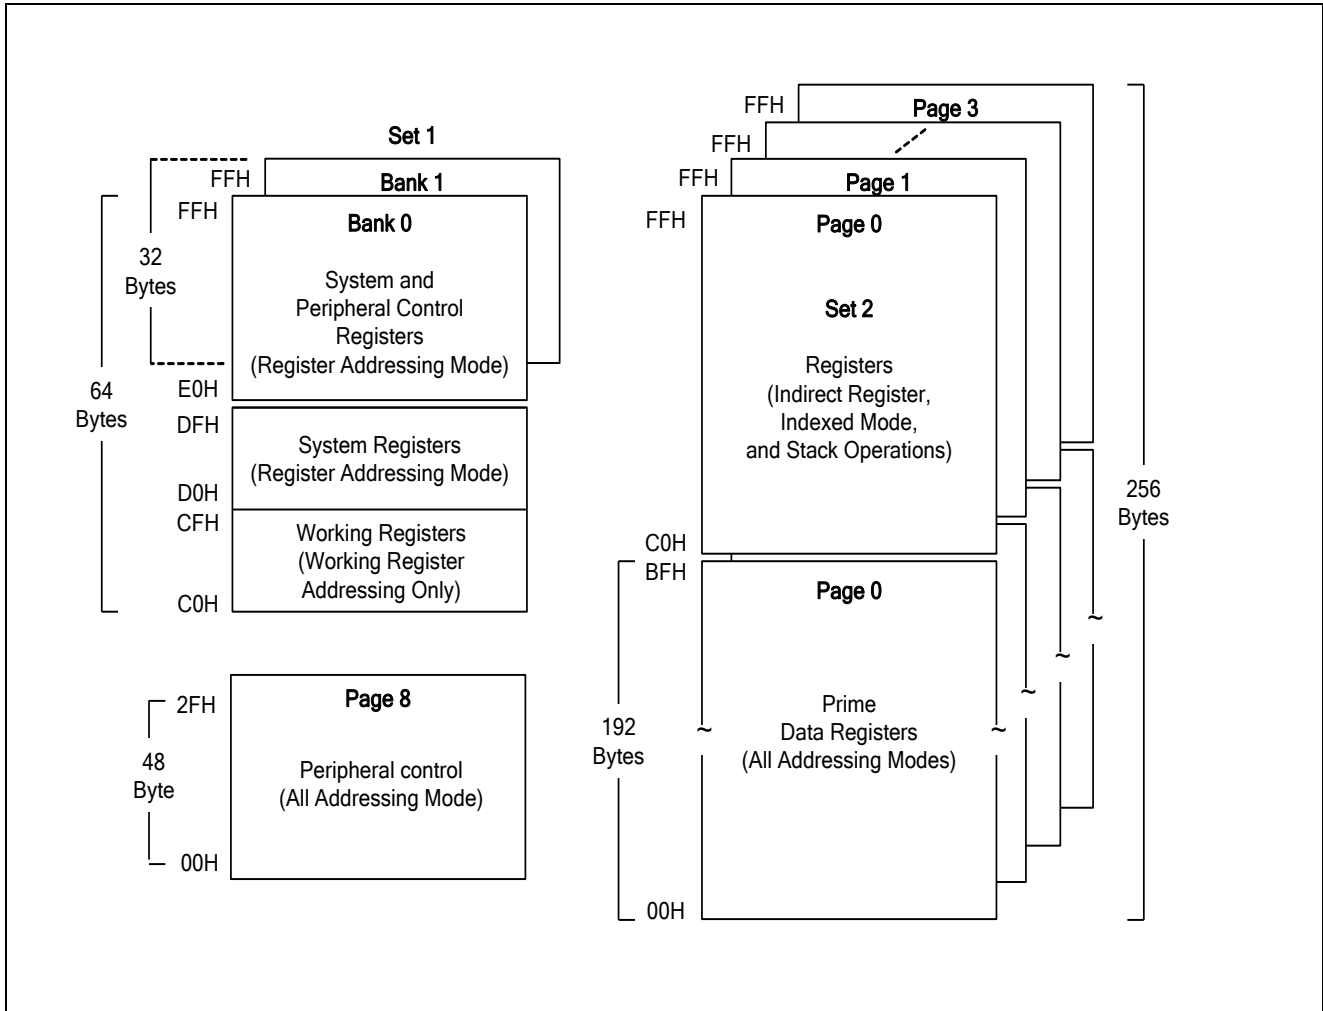 Set 1
FFH
Bank 1
FFH
Bank 0
32
Bytes
System and
Peripheral Control
Registers
(Register Addressing Mode)
64
Bytes
E0H
DFH
System Registers
(Register Addressing Mode)
D0H
CFH
Working Registers
(Working Register
Addressing Only)
C0H
2FH
Page 8
48
Byte
Peripheral control
(All Addressing Mode)
00H
FFH
Page 3
FFH
FFH
Page 1
FFH
Page 0
Set 2
Registers
(Indirect Register,
Indexed Mode,
and Stack Operations)
256
Bytes
C0H
BFH
Page 0
192
Bytes
~
~
~
~
~
Prime
Data Registers
(All Addressing Modes)
00H